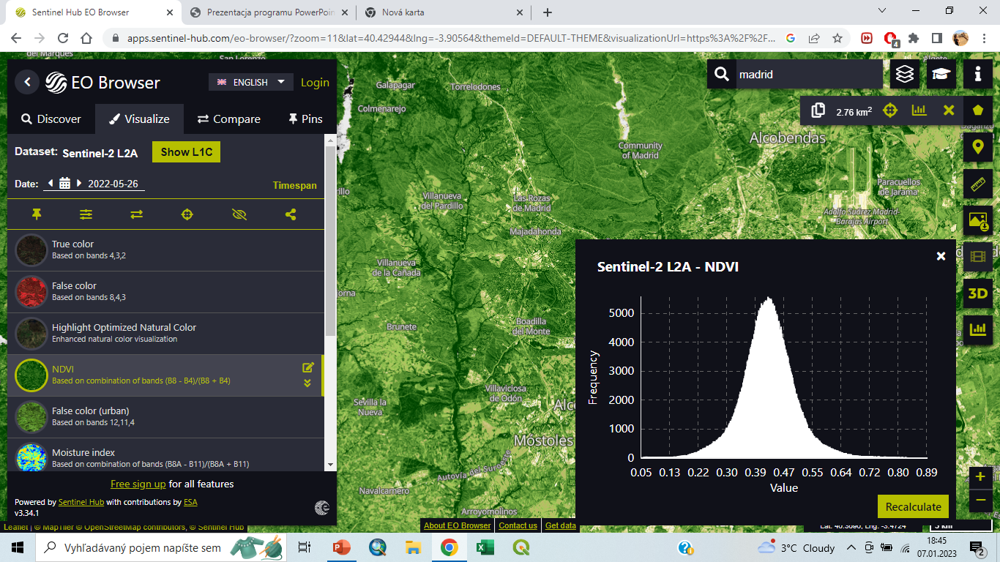 Sentinel Hub EO Browser
Prezentacja programu PowerPoin
Nová karta
apps.sentinel-hub.com/eo-browser/?zoom=11&lat=40.42944&lng=-3.90564&themeId=DEFAULT-THEME&visualizationUrl=https%3A%2F%2F...
4
EO Browser
ENGLISH
Login
Discover
Visualize
Compare
Pins
Dataset: Sentinel-2 L2A
Show L1C
Date: 2022-05-26
Timespan
True color
Based on bands 4,3,2
False color
Based on bands 8,4,3
Highlight Optimized Natural Color
Enhanced natural color visualization
NDVI
Based on combination of bands (B8 - B4)/(B8 + B4)
False color (urban)
Based on bands 12,11,4
Moisture index
Based on combination of bands (B8A - B11)/(B8A + B11)
Free sign up for all features
Powered by Sentinel Hub with contributions by ESA
v3.34.1
Leaflet | © MapTiler © OpenStreetMap contributors, © Sentinel Hub
del Marqués
San Lorenzo
Galapagar
Torrelodones
Colmenarejo
Algete
madrid
2.76 km²
Alcobendas
Community
of Madrid
Paracuellos
de Jarama
Adolfo Suárez Madrid-
Barajas Airport
Villanueva
del Pardillo
Las Rozas
de Madrid
Majadahonda
Villanueva
de la Cañada
Brunete
Boadilla
del Monte
Villaviciosa
de Odón
Sevilla la
Nueva
Móstoles
Autovía del Suroeste
Navalcarnero
Arroyomolinos
3D
Sentinel-2 L2A - NDVI
Frequency
5000
4000
3000
2000
1000
0
0.05 0.13 0.22 0.30 0.39 0.47 0.55 0.64 0.72 0.80 0.89
Value
Recalculate
About EO Browser
Contact us
Get data
5 km
Vyhľadávaný pojem napíšte sem
3°C Cloudy
18:45
07.01.2023
2